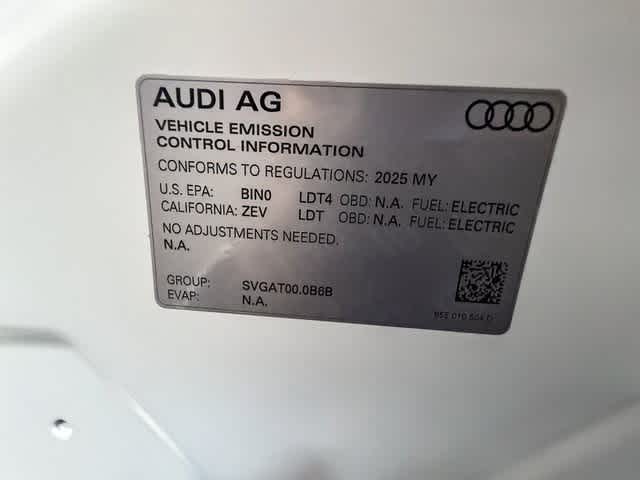 AUDI AG
VEHICLE EMISSION
CONTROL INFORMATION
CONFORMS TO REGULATIONS: 2025 MY
U.S. EPA: BIN0 LDT4 OBD: N.A. FUEL: ELECTRIC
CALIFORNIA: ZEV LDT OBD: N.A. FUEL: ELECTRIC
NO ADJUSTMENTS NEEDED.
N.A.
GROUP: SVGAT00.0B6B
EVAP: N.A.